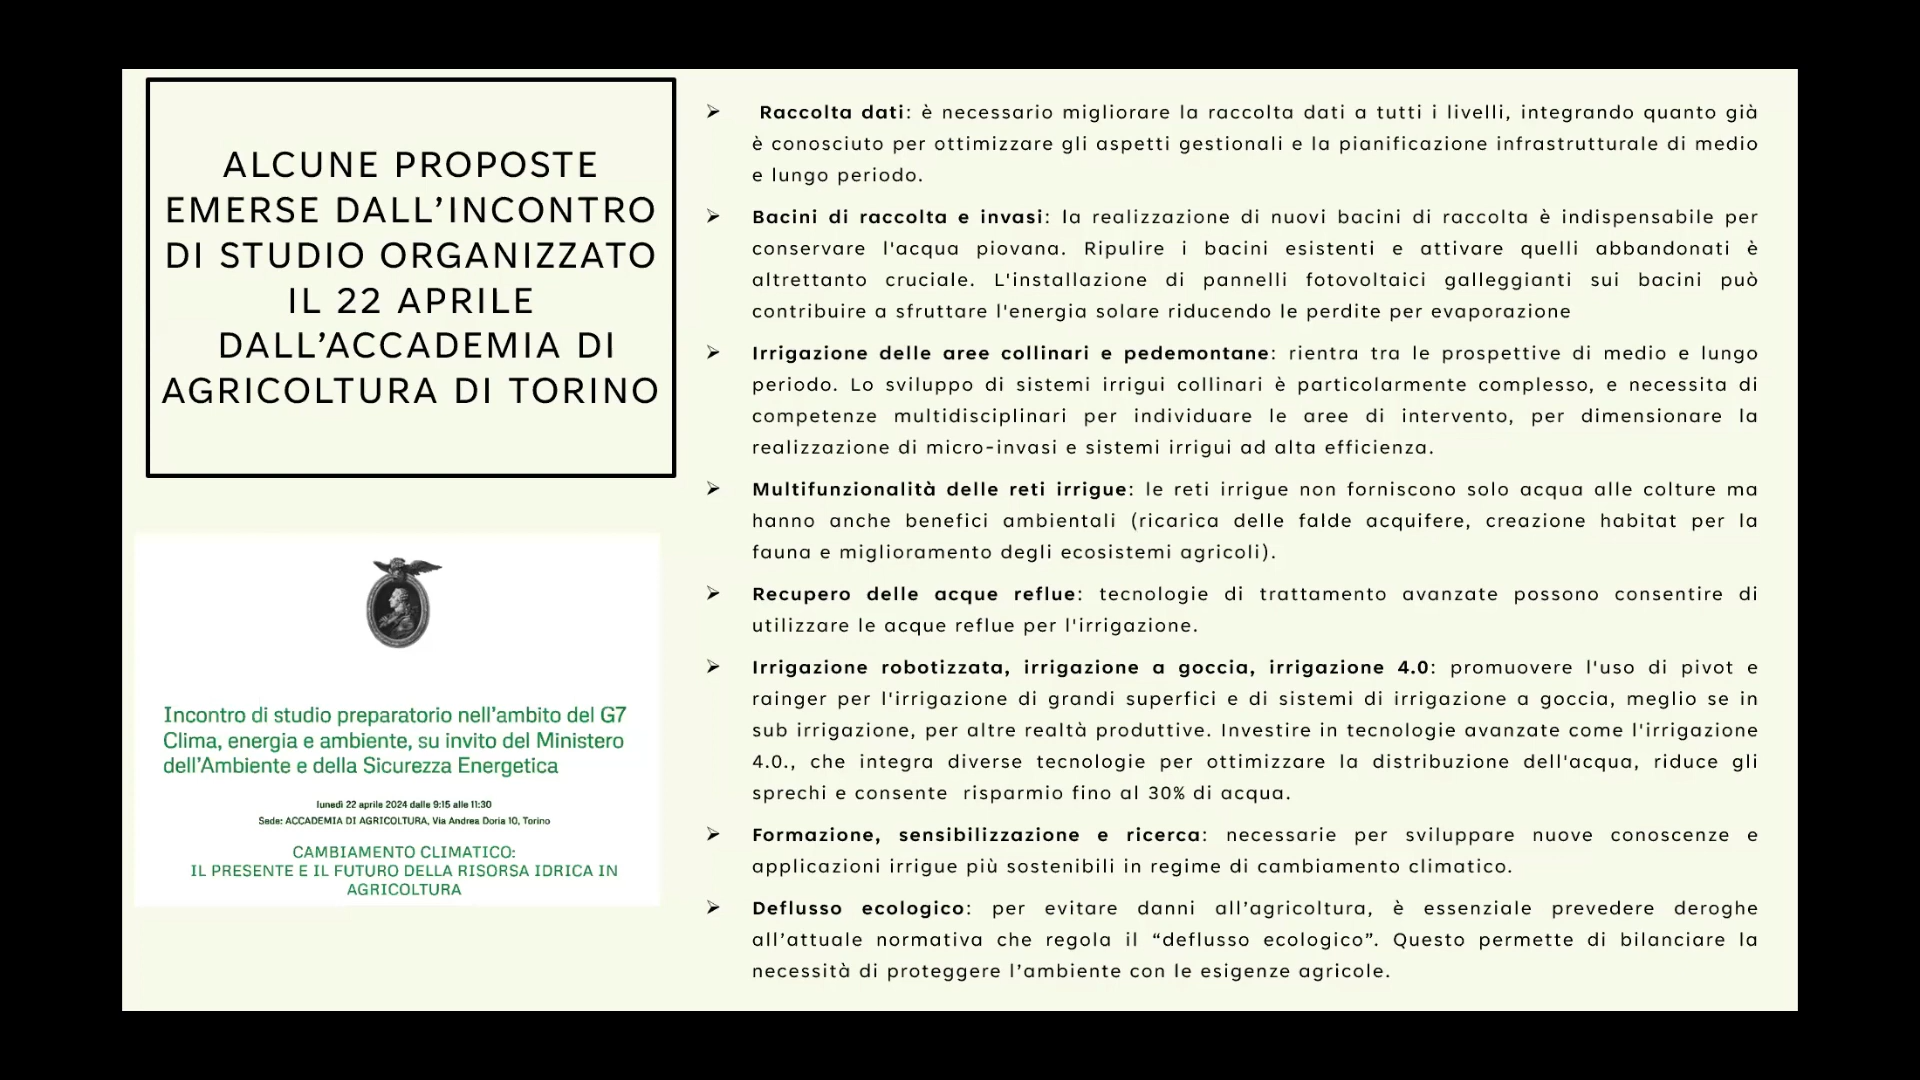 ALCUNE PROPOSTE
EMERSE DALL’INCONTRO
DI STUDIO ORGANIZZATO
IL 22 APRILE
DALL’ACCADEMIA DI
AGRICOLTURA DI TORINO
Incontro di studio preparatorio nell’ambito del G7
Clima, energia e ambiente, su invito del Ministero
dell’Ambiente e della Sicurezza Energetica
lunedì 22 aprile 2024 dalle 9:15 alle 11:30
Sede: ACCADEMIA DI AGRICOLTURA, Via Andrea Doria 10, Torino
CAMBIAMENTO CLIMATICO:
IL PRESENTE E IL FUTURO DELLA RISORSA IDRICA IN
AGRICOLTURA
➢ Raccolta dati: è necessario migliorare la raccolta dati a tutti i livelli, integrando quanto già
è conosciuto per ottimizzare gli aspetti gestionali e la pianificazione infrastrutturale di medio
e lungo periodo.
➢ Bacini di raccolta e invasi: la realizzazione di nuovi bacini di raccolta è indispensabile per
conservare l'acqua piovana. Ripulire i bacini esistenti e attivare quelli abbandonati è
altrettanto cruciale. L'installazione di pannelli fotovoltaici galleggianti sui bacini può
contribuire a sfruttare l'energia solare riducendo le perdite per evaporazione
➢ Irrigazione delle aree collinari e pedemontane: rientra tra le prospettive di medio e lungo
periodo. Lo sviluppo di sistemi irrigui collinari è particolarmente complesso, e necessita di
competenze multidisciplinari per individuare le aree di intervento, per dimensionare la
realizzazione di micro-invasi e sistemi irrigui ad alta efficienza.
➢ Multifunzionalità delle reti irrigue: le reti irrigue non forniscono solo acqua alle colture ma
hanno anche benefici ambientali (ricarica delle falde acquifere, creazione habitat per la
fauna e miglioramento degli ecosistemi agricoli).
➢ Recupero delle acque reflue: tecnologie di trattamento avanzate possono consentire di
utilizzare le acque reflue per l'irrigazione.
➢ Irrigazione robotizzata, irrigazione a goccia, irrigazione 4.0: promuovere l'uso di pivot e
rainger per l'irrigazione di grandi superfici e di sistemi di irrigazione a goccia, meglio se in
sub irrigazione, per altre realtà produttive. Investire in tecnologie avanzate come l'irrigazione
4.0., che integra diverse tecnologie per ottimizzare la distribuzione dell'acqua, riduce gli
sprechi e consente risparmio fino al 30% di acqua.
➢ Formazione, sensibilizzazione e ricerca: necessarie per sviluppare nuove conoscenze e
applicazioni irrigue più sostenibili in regime di cambiamento climatico.
➢ Deflusso ecologico: per evitare danni all’agricoltura, è essenziale prevedere deroghe
all’attuale normativa che regola il “deflusso ecologico”. Questo permette di bilanciare la
necessità di proteggere l’ambiente con le esigenze agricole.